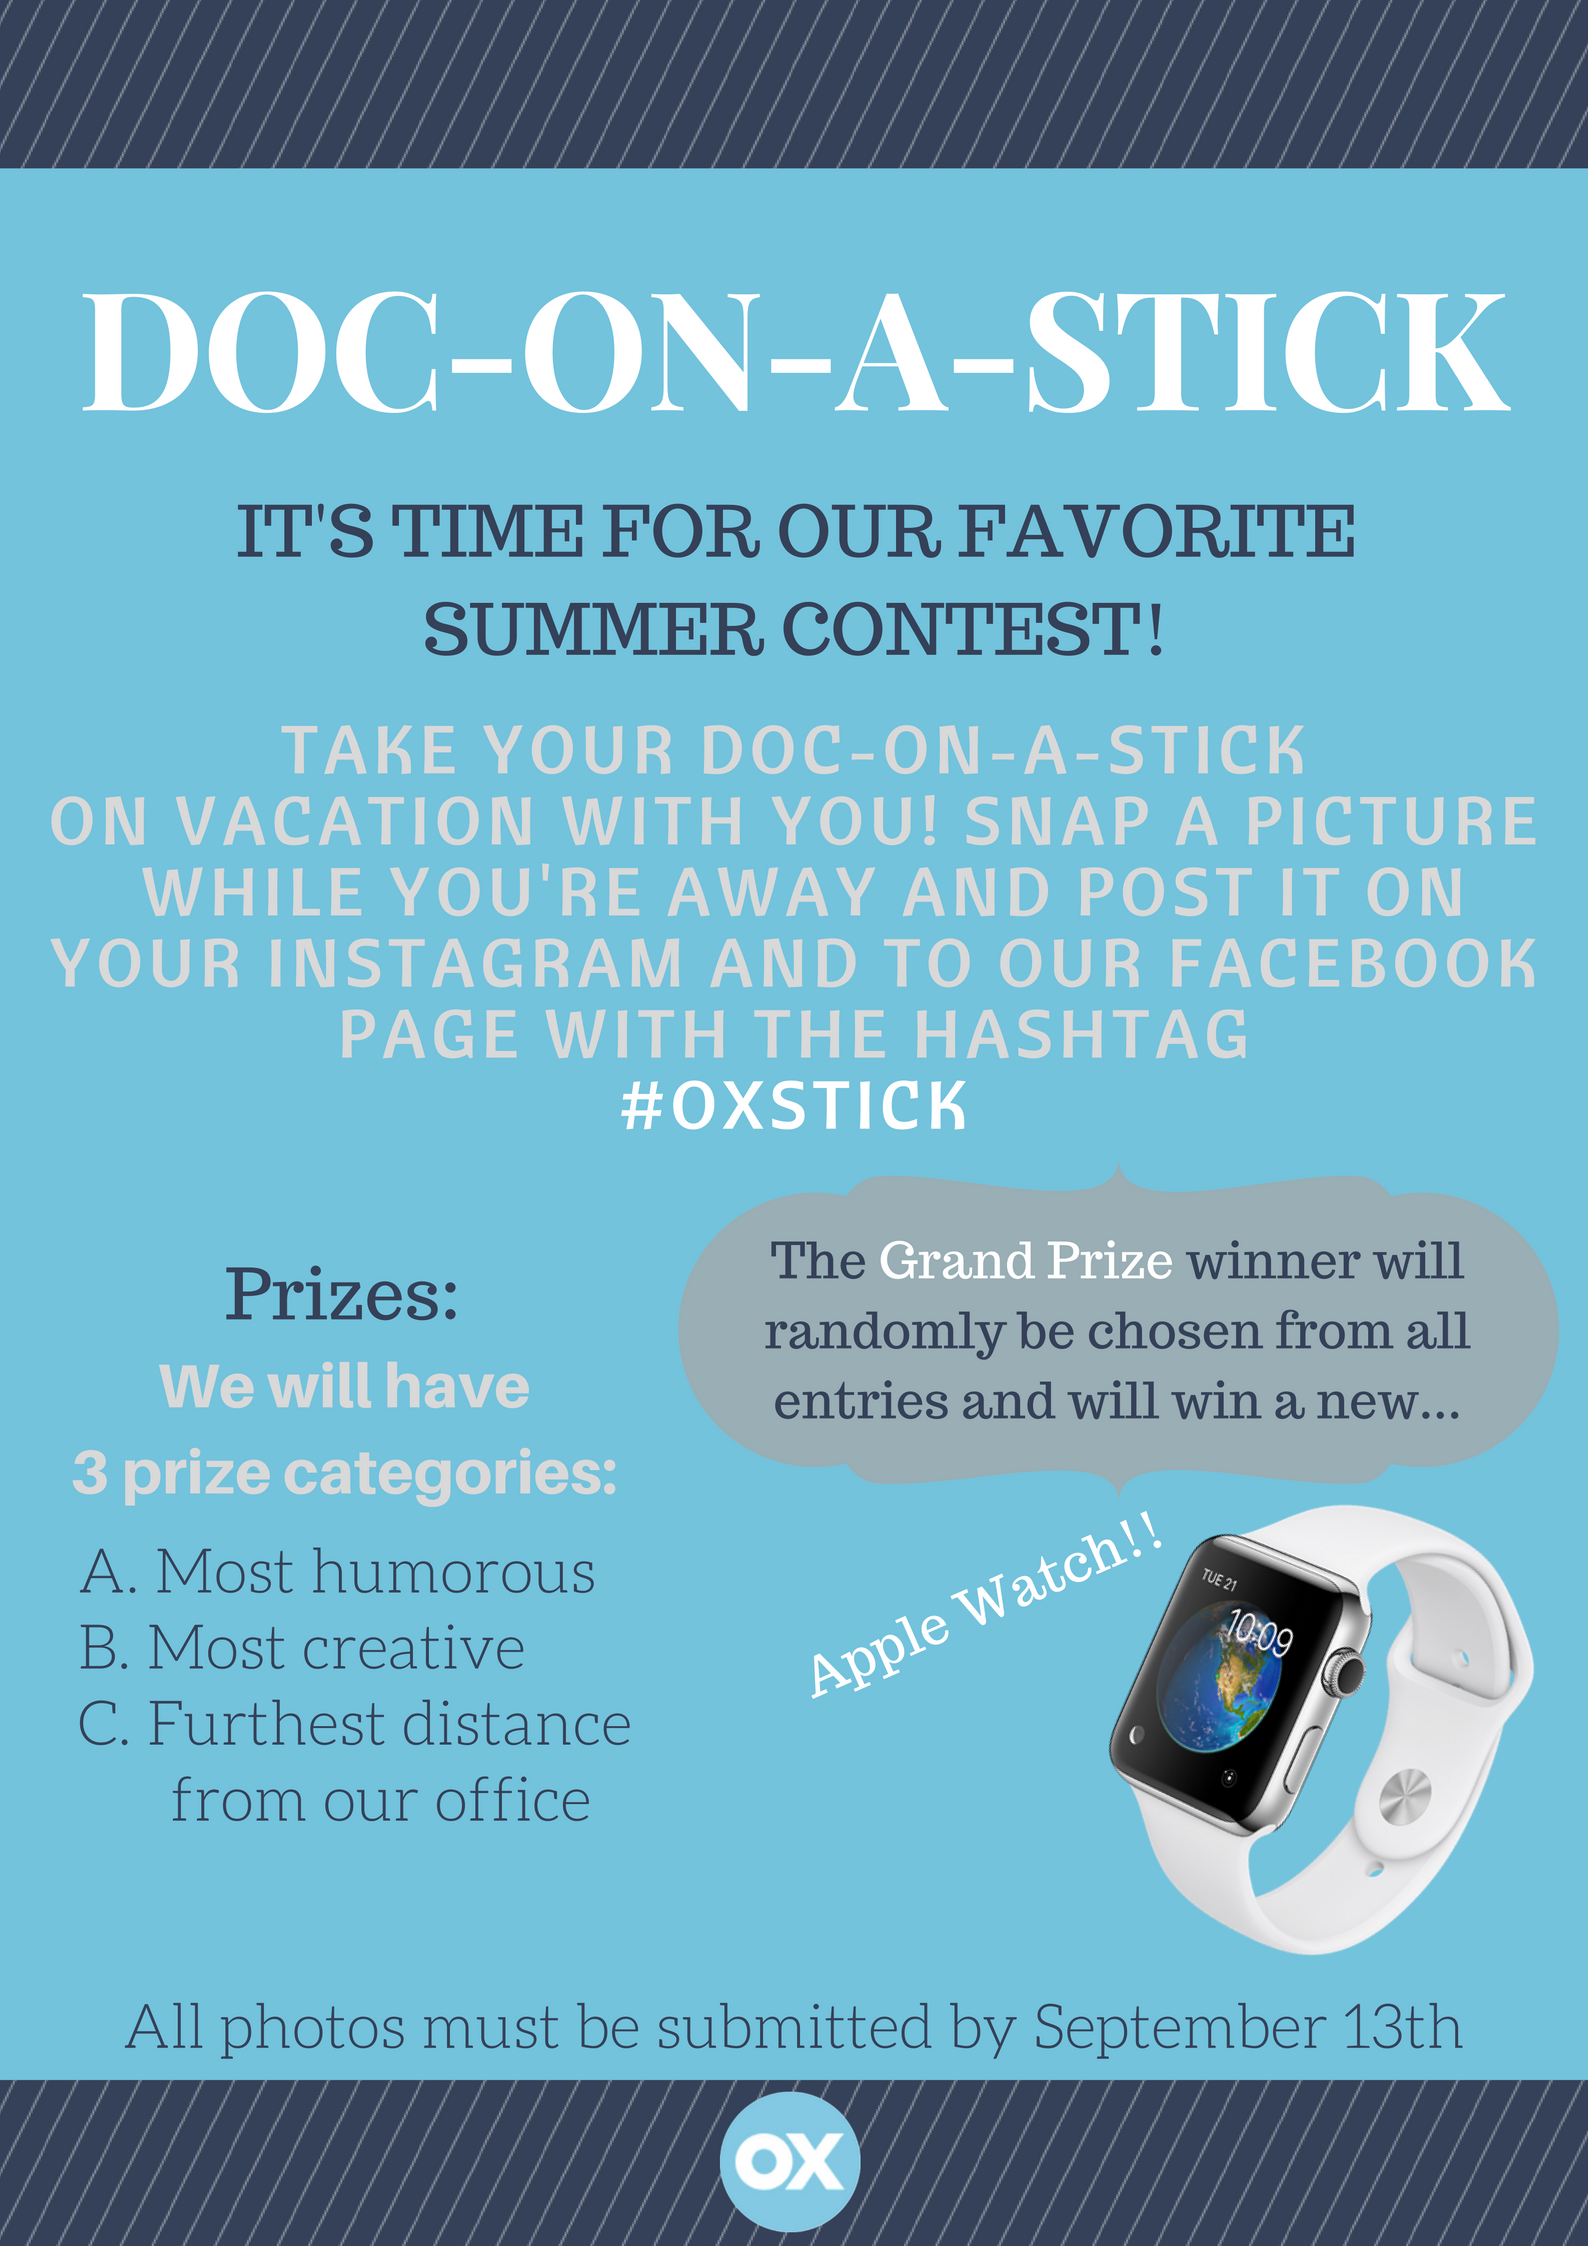 DOC-ON-A-STICK
IT'S TIME FOR OUR FAVORITE
SUMMER CONTEST!
TAKE YOUR DOC-ON-A-STICK
ON VACATION WITH YOU! SNAP A PICTURE
WHILE YOU'RE AWAY AND POST IT ON
YOUR INSTAGRAM AND TO OUR FACEBOOK
PAGE WITH THE HASHTAG
#OXSTICK
Prizes:
We will have
3 prize categories:
A. Most humorous
B. Most creative
C. Furthest distance
from our office
The Grand Prize winner will
randomly be chosen from all
entries and will win a new...
Apple Watch!!
TUE 21
10:09
All photos must be submitted by September 13th
OX